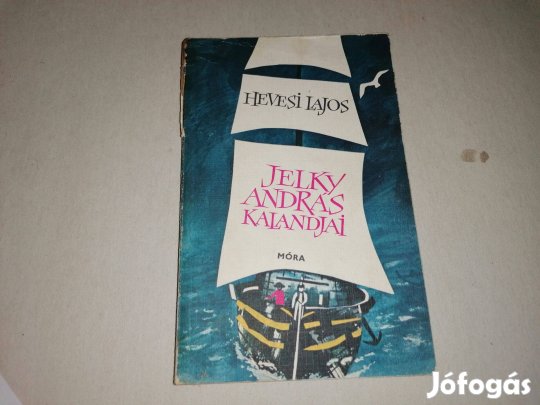 HEVESI LAJOS
JELKY
ANDRÁS
KALANDJAI
MÓRA
Jófogás